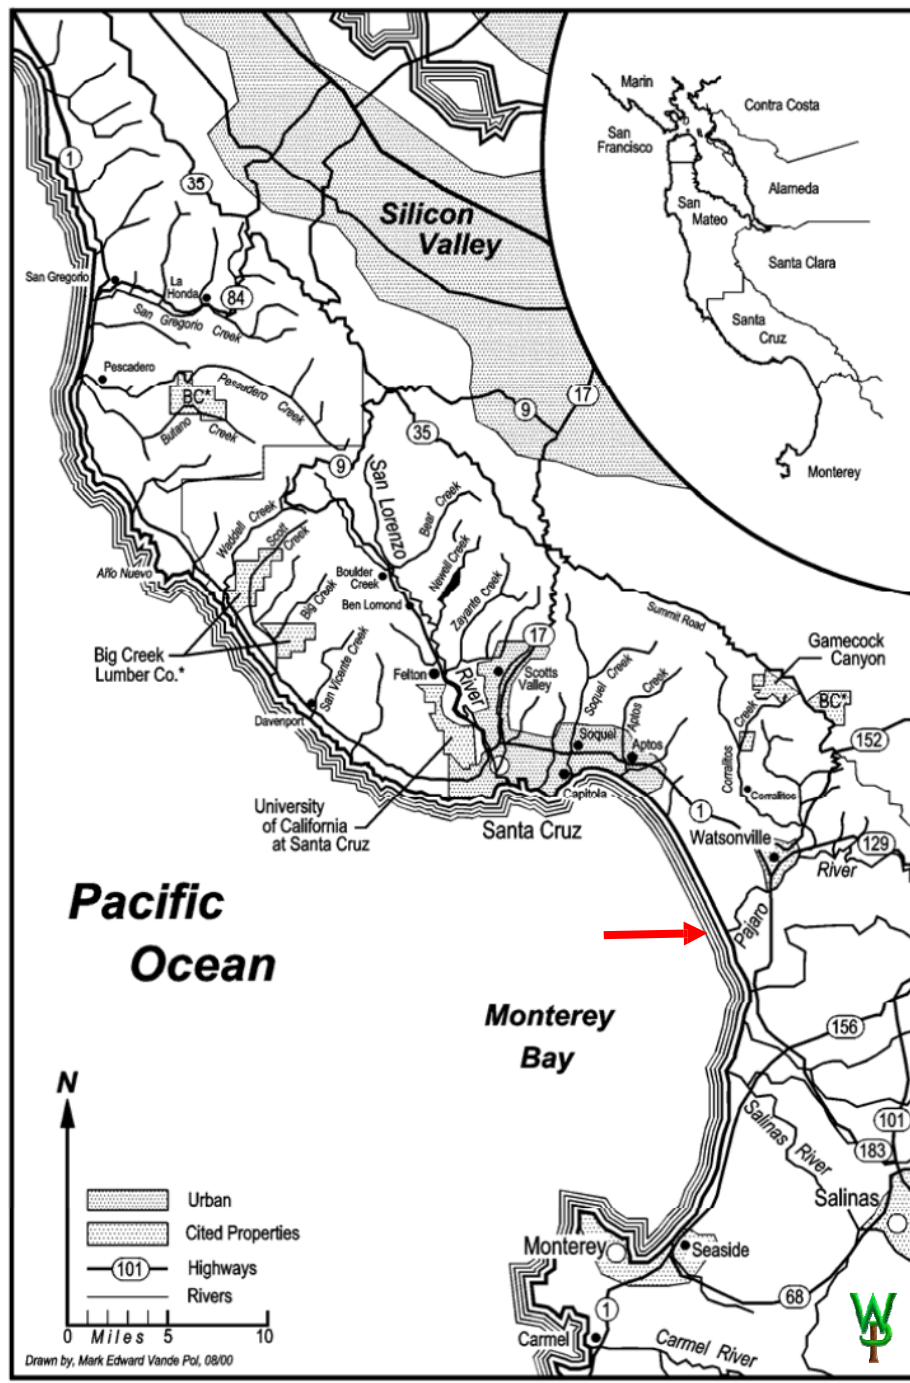 Marin
Contra Costa
San
Francisco
Alameda
San
Mateo
Santa Clara
Santa
Cruz
Monterey
1
35
Silicon
Valley
San Gregorio
La
Honda
84
San Gregorio Creek
Pescadero
BC*
Pescadero Creek
Butano Creek
17
9
35
9
San Lorenzo
River
Bear Creek
Waddell Creek
Scott
Creek
Newell Creek
Zayante Creek
Boulder
Creek
Ben Lomond
Año Nuevo
Big Creek
Summit Road
Big Creek
Lumber Co.*
San Vicente Creek
Felton
17
Scotts
Valley
Soquel Creek
Aptos Creek
Gamecock
Canyon
BC*
Corralitos Creek
152
Davenport
Soquel
Aptos
Capitola
Corralitos
University
of California
at Santa Cruz
Santa Cruz
1
Watsonville
129
Pajaro River
Pacific
Ocean
Monterey
Bay
156
Salinas River
101
183
Salinas
N
Urban
Cited Properties
101
Highways
Rivers
0 Miles 5 10
Drawn by, Mark Edward Vande Pol, 08/00
Monterey
Seaside
68
1
Carmel
Carmel River
W